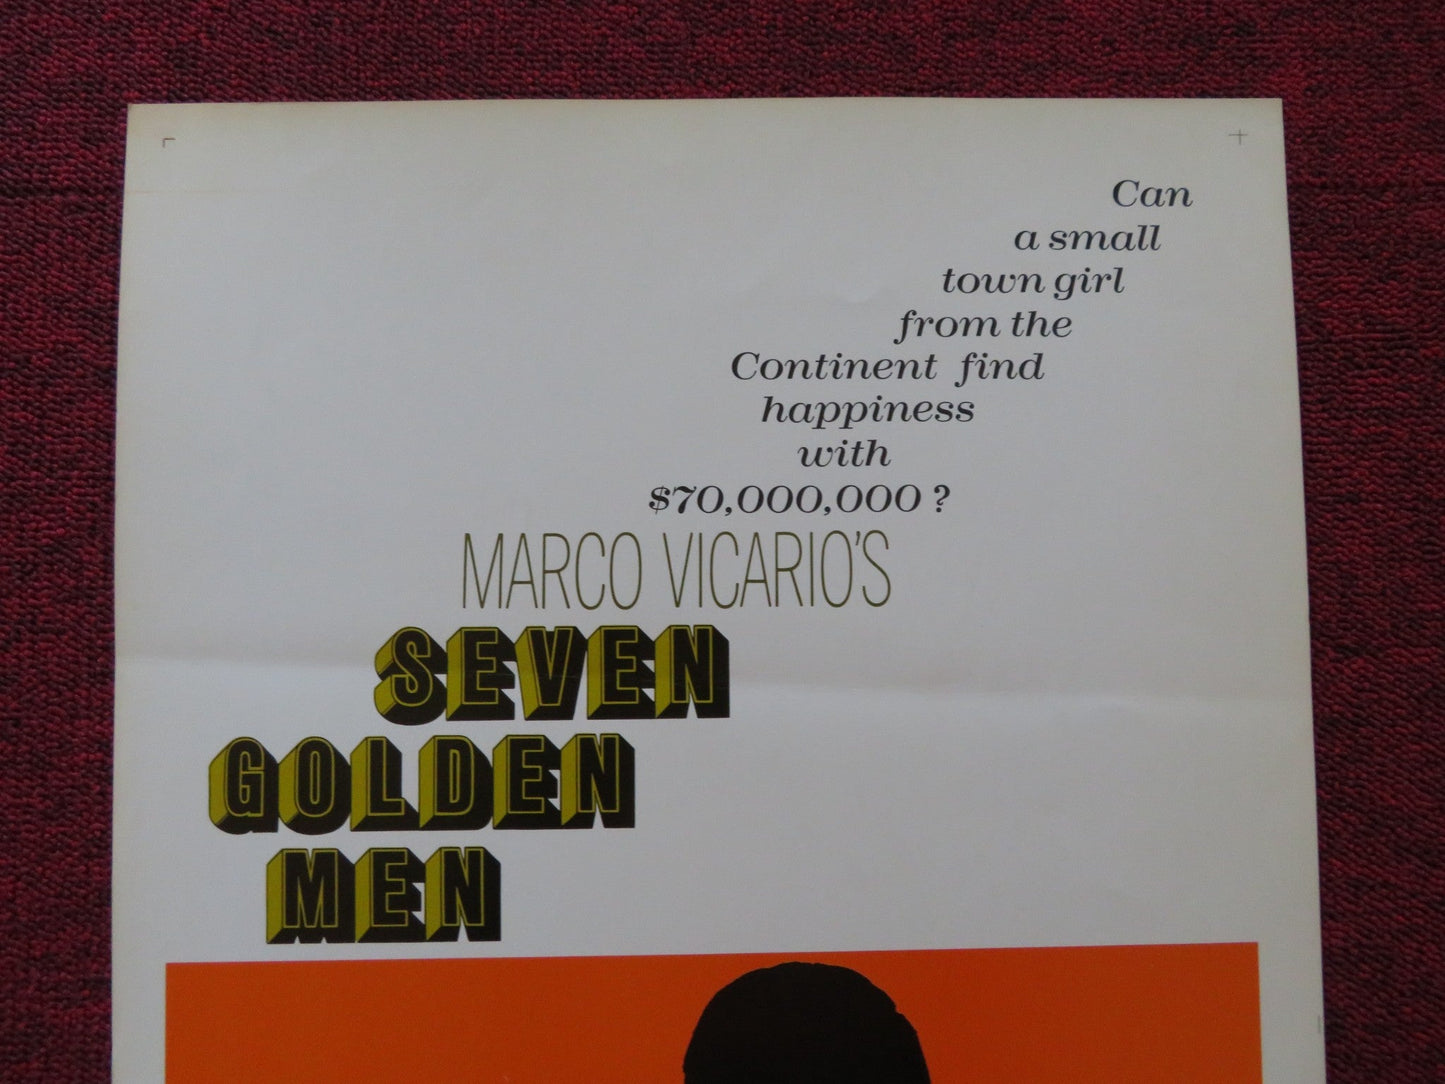 Can
a small
town girl
from the
Continent find
happiness
with
$70,000,000?
MARCO VICARIO'S
SEVEN
GOLDEN
MEN